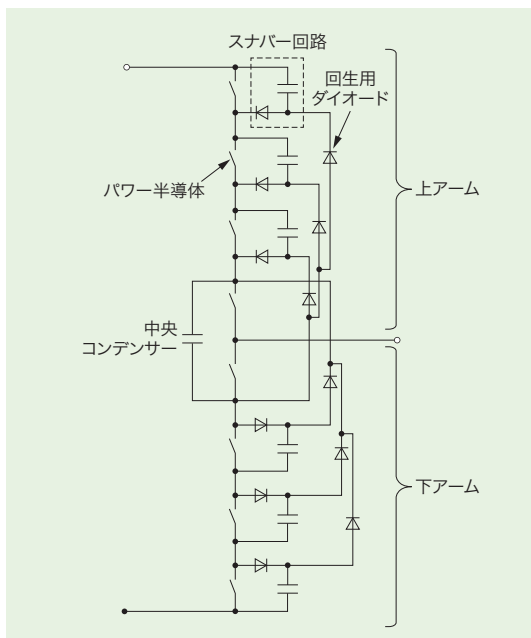 スナバー回路
回生用
ダイオード
パワー半導体
上アーム
中央
コンデンサー
下アーム